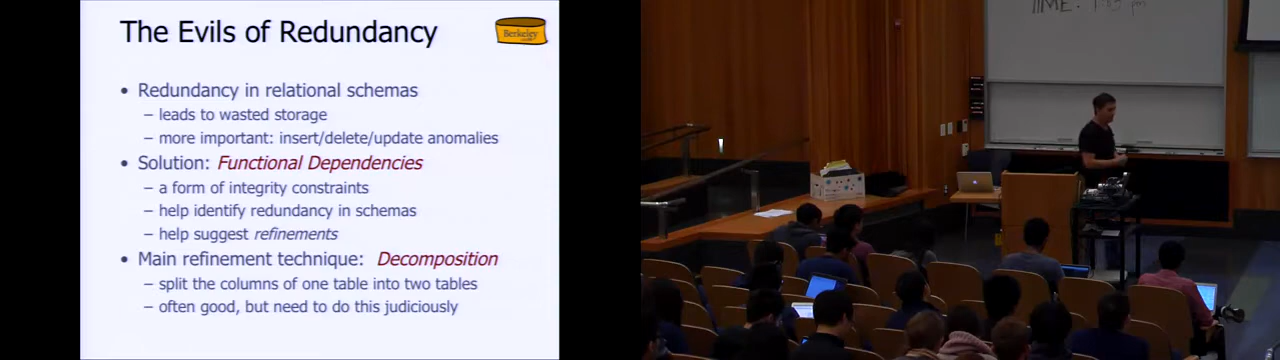 The Evils of Redundancy
Berkeley
• Redundancy in relational schemas
– leads to wasted storage
– more important: insert/delete/update anomalies
• Solution: Functional Dependencies
– a form of integrity constraints
– help identify redundancy in schemas
– help suggest refinements
• Main refinement technique: Decomposition
– split the columns of one table into two tables
– often good, but need to do this judiciously
TIME: pm